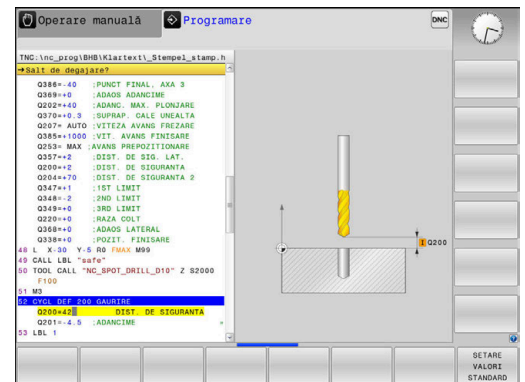 Operare manuală
Programare
DNC
TNC:\nc_prog\BHB\Klartext\_Stempel_stamp.h
→Salt de degajare?
Q386=-40 ;PUNCT FINAL. AXA 3
Q369=+0 ;ADAOS ADANCIME
Q202=+40 ;ADANC. MAX. PLONJARE
Q370=+0.3 ;SUPRAP. CALE UNEALTA
Q207= AUTO ;VITEZA AVANS FREZARE
Q385=+1000 ;VIT. AVANS FINISARE
Q253= MAX ;AVANS PREPOZITIONARE
Q357=+2 ;DIST. DE SIG. LAT.
Q200=+2 ;DIST. DE SIGURANTA
Q204=+70 ;DIST. DE SIGURANTA 2
Q347=+1 ;1ST LIMIT
Q348=-2 ;2ND LIMIT
Q349=+0 ;3RD LIMIT
Q220=+0 ;RAZA COLT
Q368=+0 ;ADAOS LATERAL
Q338=+0 ;POZIT. FINISARE
48 L X-30 Y-5 R0 FMAX M99
49 CALL LBL "safe"
50 TOOL CALL "NC_SPOT_DRILL_D10" Z S2000
F100
51 M3
52 CYCL DEF 200 GAURIRE
Q200=42 DIST. DE SIGURANTA
Q201=-4.5 ;ADANCIME >
53 LBL 1
Q200
SETARE
VALORI
STANDARD